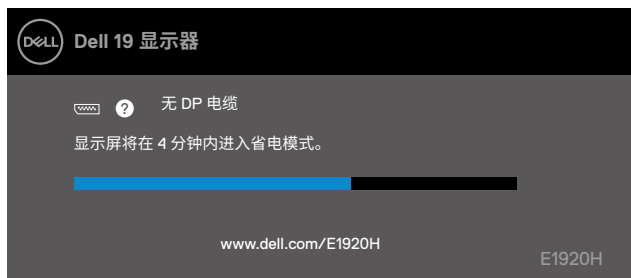 DELL Dell 19 显示器
? 无 DP 电缆
显示屏将在 4 分钟内进入省电模式。
www.dell.com/E1920H
E1920H